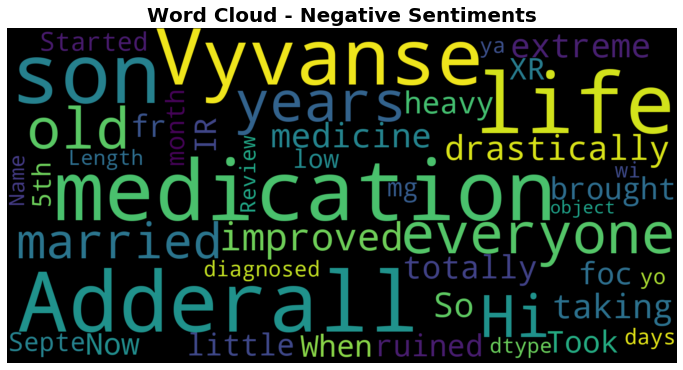 Word Cloud - Negative Sentiments
Started
son
Vyvanse
ya
extreme
XR
life
years
heavy
old
fr
month
IR
medicine
drastically
Name
5th
Length
Review
low
mg
wi
brought
object
medication
married
improved
everyone
diagnosed
totally
foc
yo
Adderall
So
Hi
taking
Septe
Now
little
When
ruined
dtype
Took
days